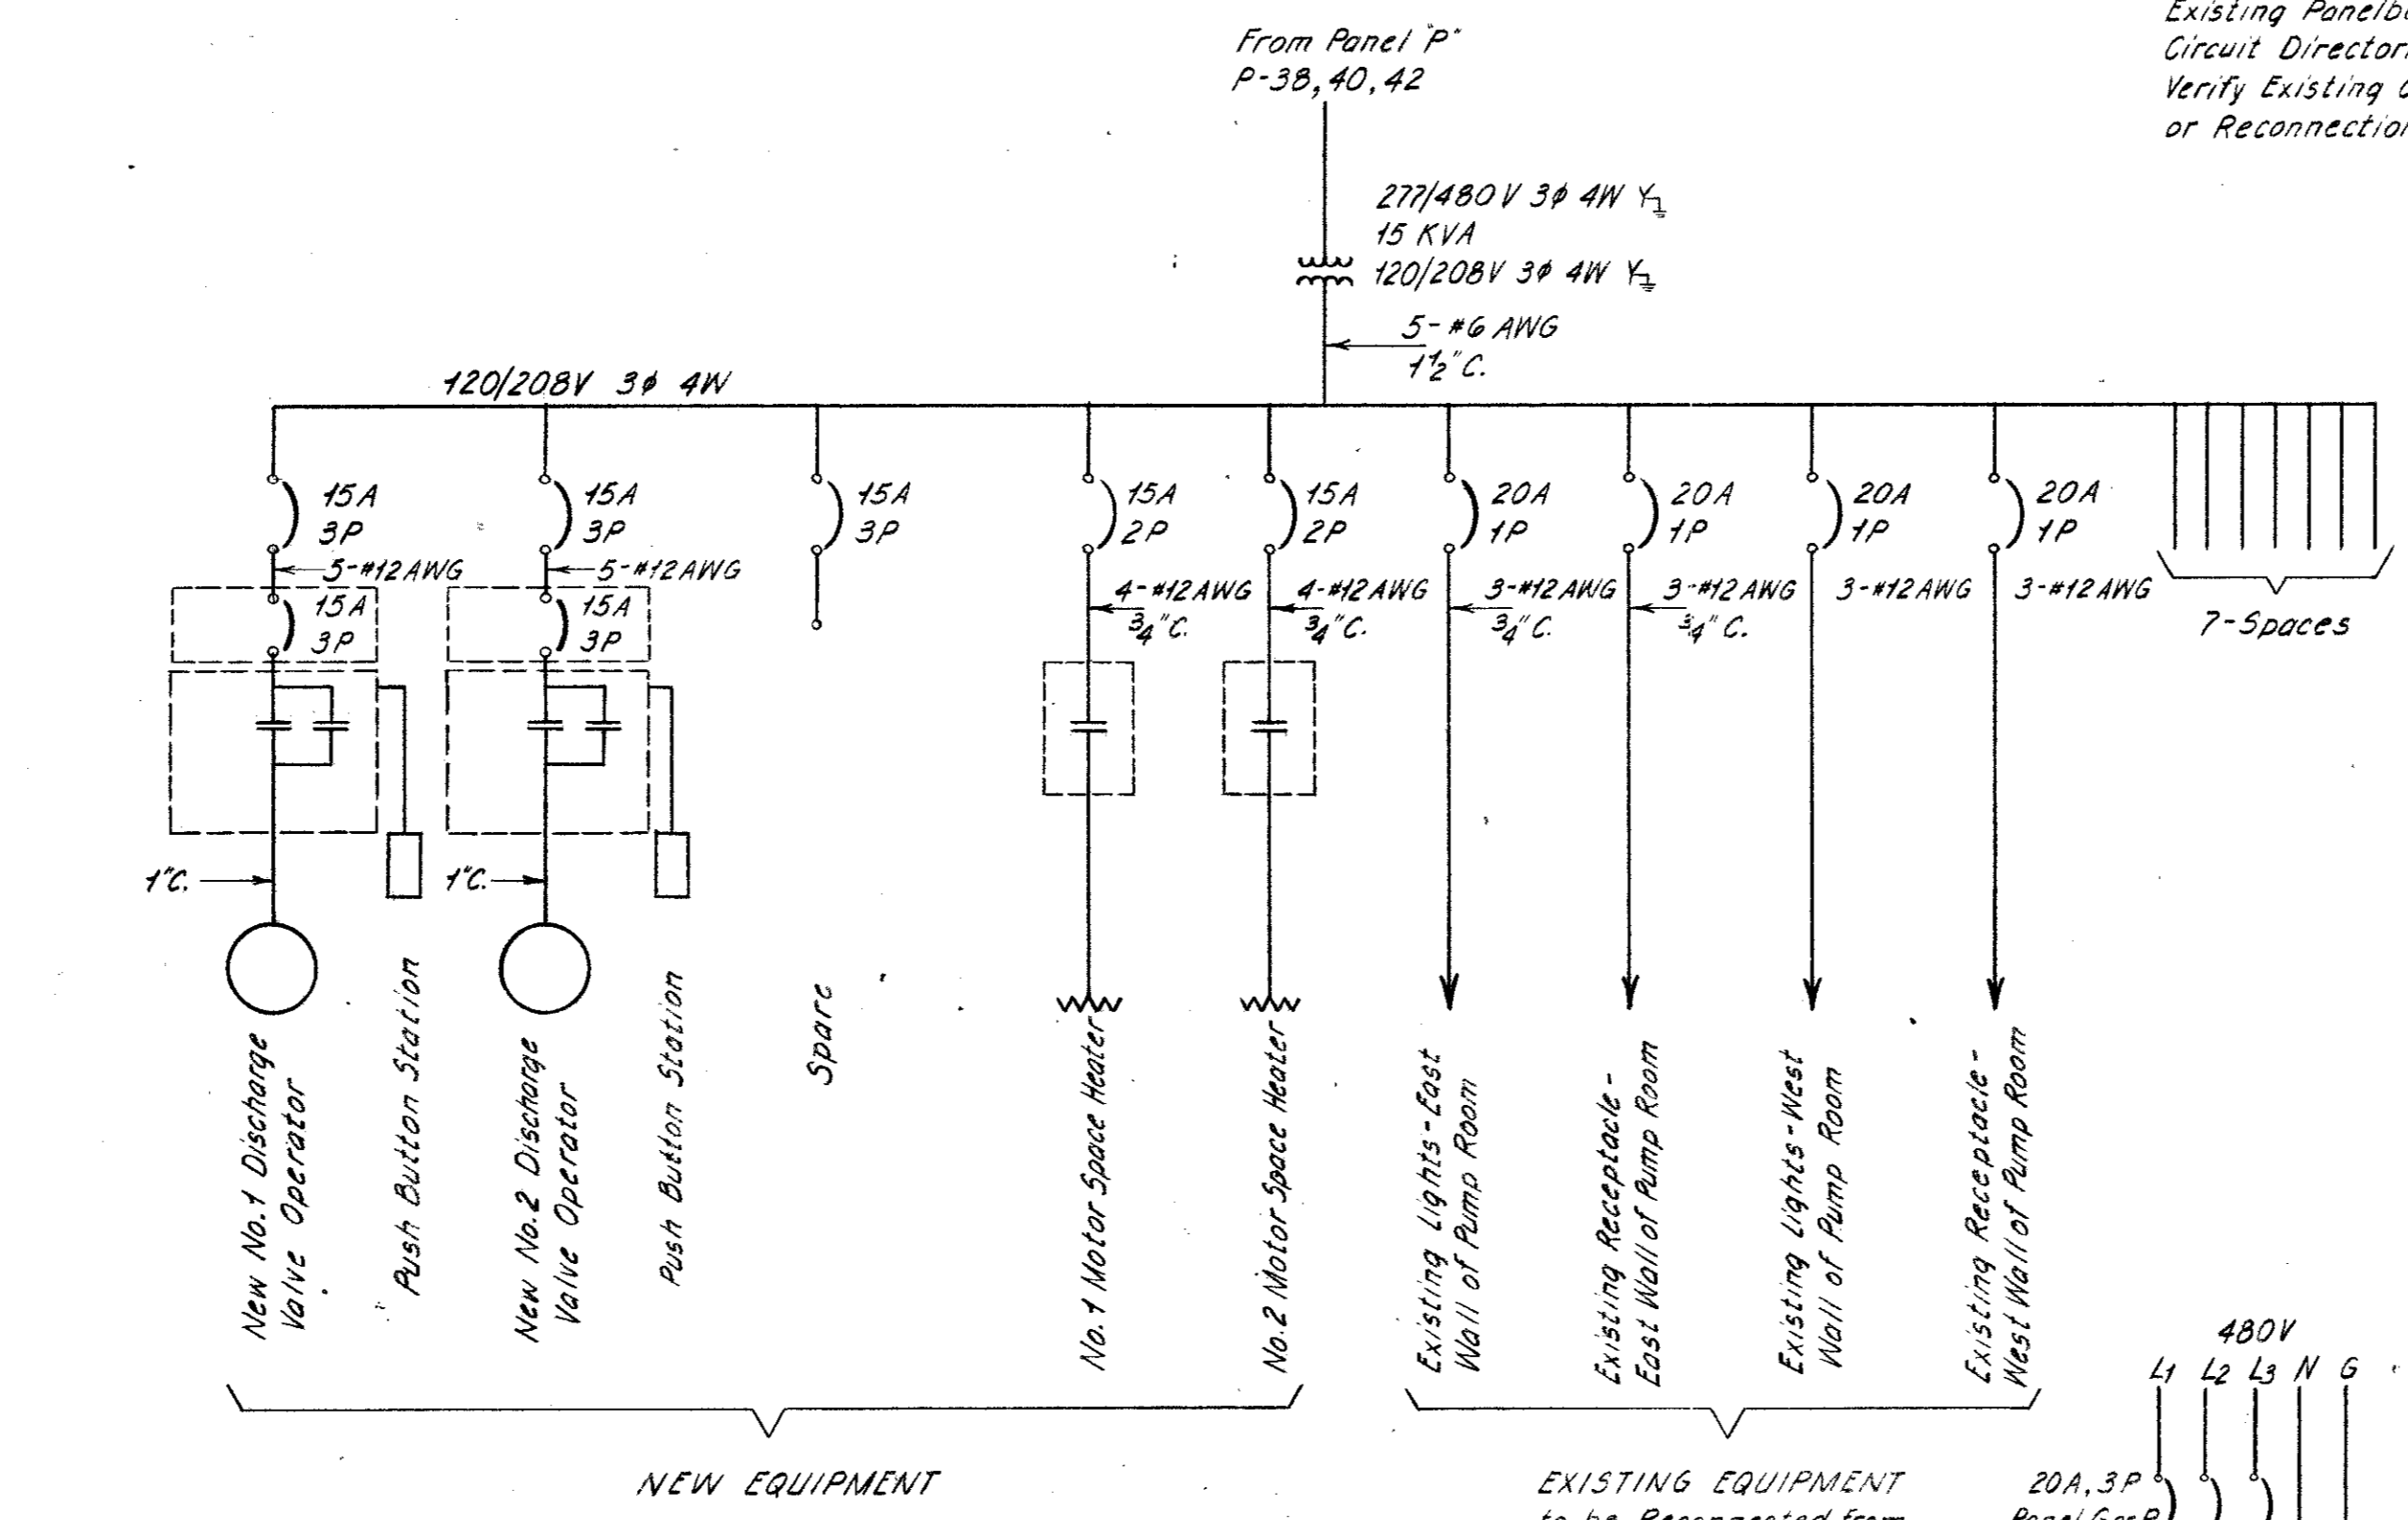 Existing
Circuit
Verify Existing
or
From Panel "P"
P-38, 40, 42
277/480V 3ϕ 4W Y
15 KVA
120/208V 3ϕ 4W Y
5-#6 AWG
1½"C.
120/208V 3ϕ 4W
15A
3P
15A
3P
15A
3P
15A
2P
15A
2P
20A
1P
20A
1P
20A
1P
20A
1P
5-#12AWG
5-#12AWG
4-#12AWG
¾"C.
4-#12AWG
¾"C.
3-#12AWG
¾"C.
3-#12AWG
¾"C.
3-#12AWG
3-#12AWG
7-Spaces
15A
3P
15A
3P
1"C.
1"C.
New No.1 Discharge
Valve Operator
Push Button Station
New No.2 Discharge
Valve Operator
Push Button Station
Spare
No.1 Motor Space Heater
No.2 Motor Space Heater
Existing Lights-East
Wall of Pump Room
Existing Receptacle-
East Wall of Pump Room
Existing Lights-West
Wall of Pump Room
Existing Receptacle-
West Wall of Pump Room
NEW EQUIPMENT
EXISTING EQUIPMENT
to be Reconnected from
480V
L1 L2 L3 N G
20A, 3P
Panel G or P